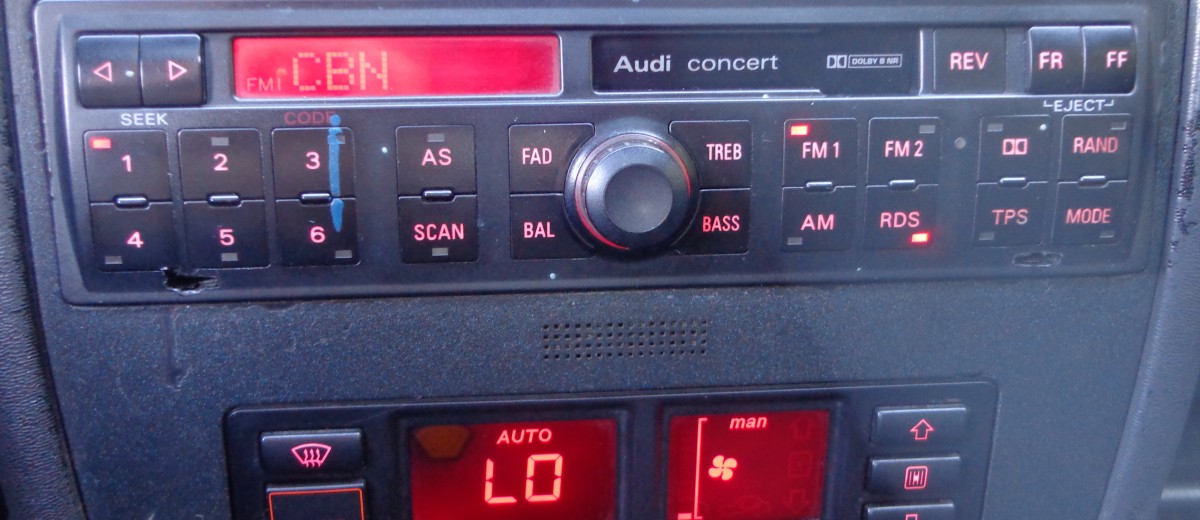 FM1 CBN
Audi concert
DOLBY B NR
REV
FR
FF
SEEK
CODE
EJECT
1
2
3
AS
FAD
TREB
FM 1
FM 2
RAND
4
5
6
SCAN
BAL
BASS
AM
RDS
TPS
MODE
AUTO
LO
man